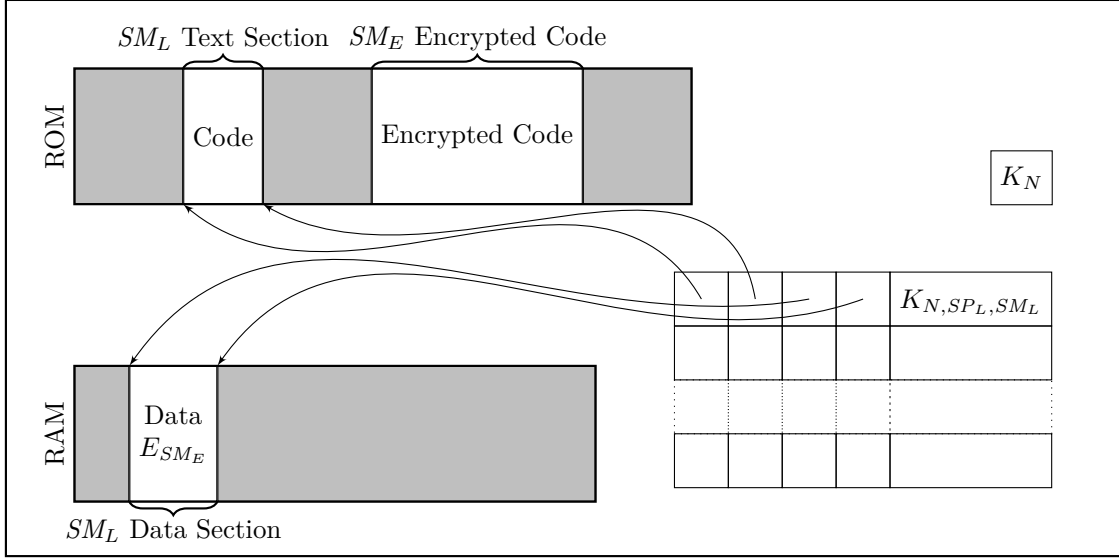 SM_L Text Section
SM_E Encrypted Code
ROM
Code
Encrypted Code
K_N
K_{N,SP_L,SM_L}
RAM
Data
E_{SM_E}
SM_L Data Section